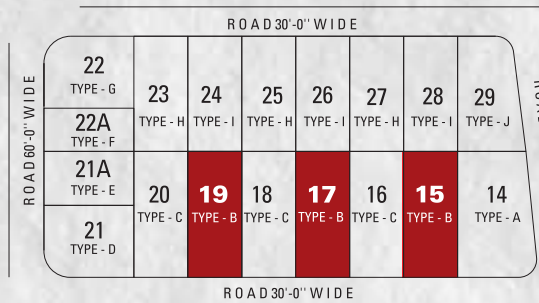 ROAD 30'-0'' WIDE
ROAD 60'-0'' WIDE
22
TYPE - G
22A
TYPE - F
21A
TYPE - E
21
TYPE - D
23
TYPE - H
24
TYPE - I
25
TYPE - H
26
TYPE - I
27
TYPE - H
28
TYPE - I
29
TYPE - J
20
TYPE - C
19
TYPE - B
18
TYPE - C
17
TYPE - B
16
TYPE - C
15
TYPE - B
14
TYPE - A
ROAD 30'-0'' WIDE